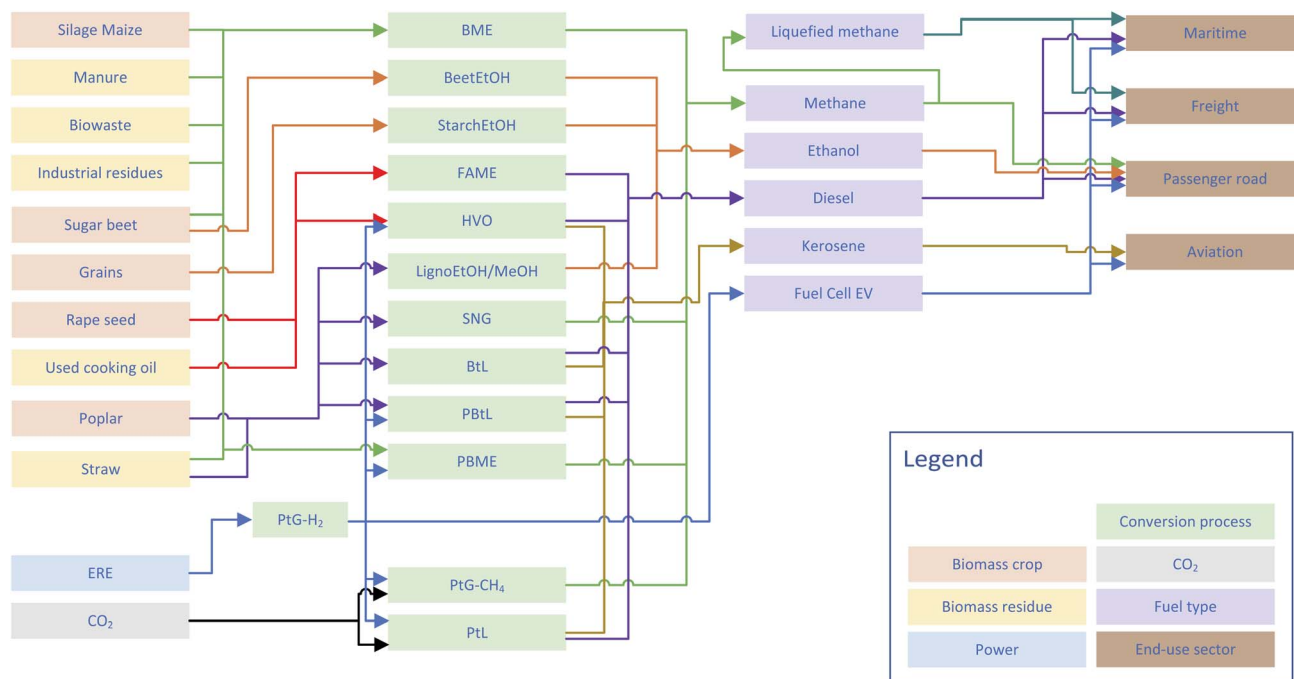 Silage Maize
Manure
Biowaste
Industrial residues
Sugar beet
Grains
Rape seed
Used cooking oil
Poplar
Straw
ERE
CO₂
PtG-H₂
BME
BeetEtOH
StarchEtOH
FAME
HVO
LignoEtOH/MeOH
SNG
BtL
PBtL
PBME
PtG-CH₄
PtL
Liquefied methane
Methane
Ethanol
Diesel
Kerosene
Fuel Cell EV
Maritime
Freight
Passenger road
Aviation
Legend
Conversion process
Biomass crop
CO₂
Biomass residue
Fuel type
Power
End-use sector